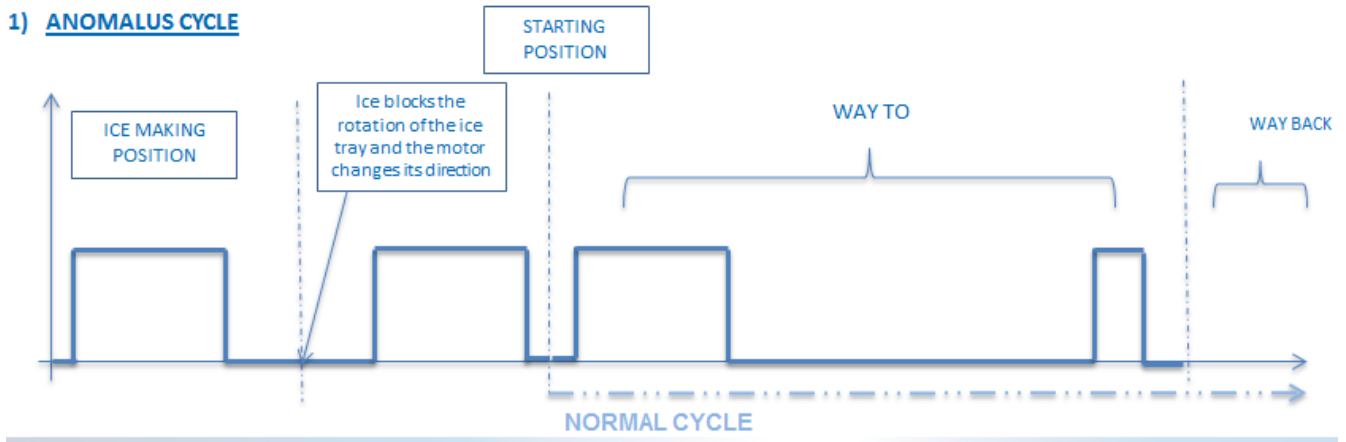 1) ANOMALUS CYCLE
STARTING
POSITION
ICE MAKING
POSITION
Ice blocks the
rotation of the ice
tray and the motor
changes its direction
WAY TO
WAY BACK
NORMAL CYCLE